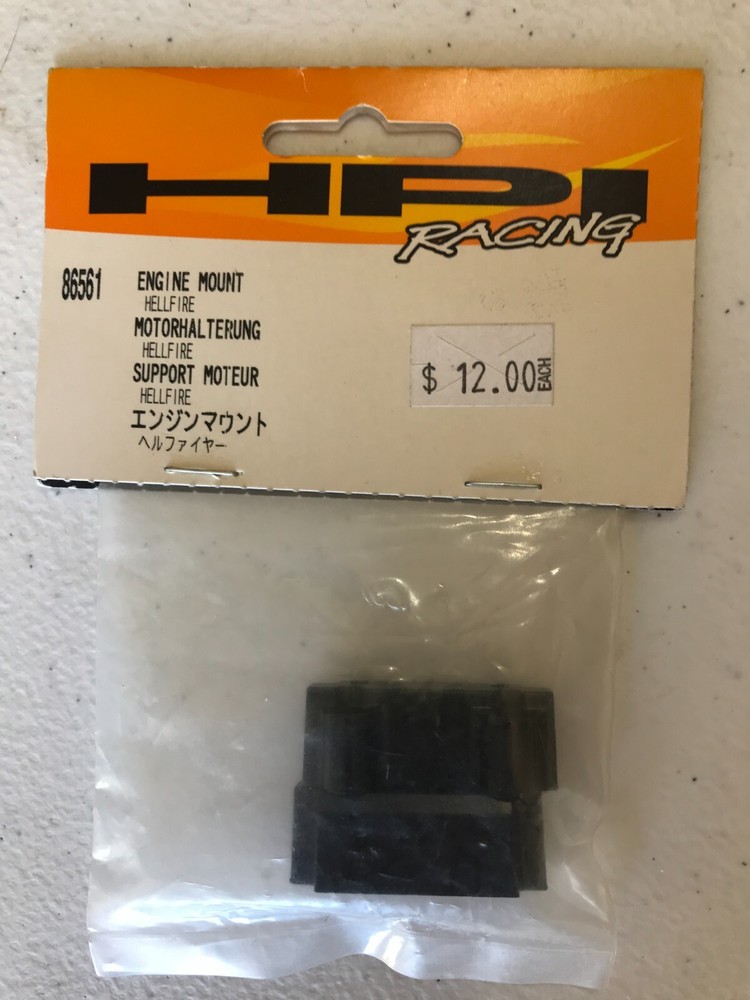 HPI
RACING
86561
ENGINE MOUNT
HELLFIRE
MOTORHALTERUNG
HELLFIRE
SUPPORT MOTEUR
HELLFIRE
エンジンマウント
ヘルファイヤー
$ 12.00 EACH